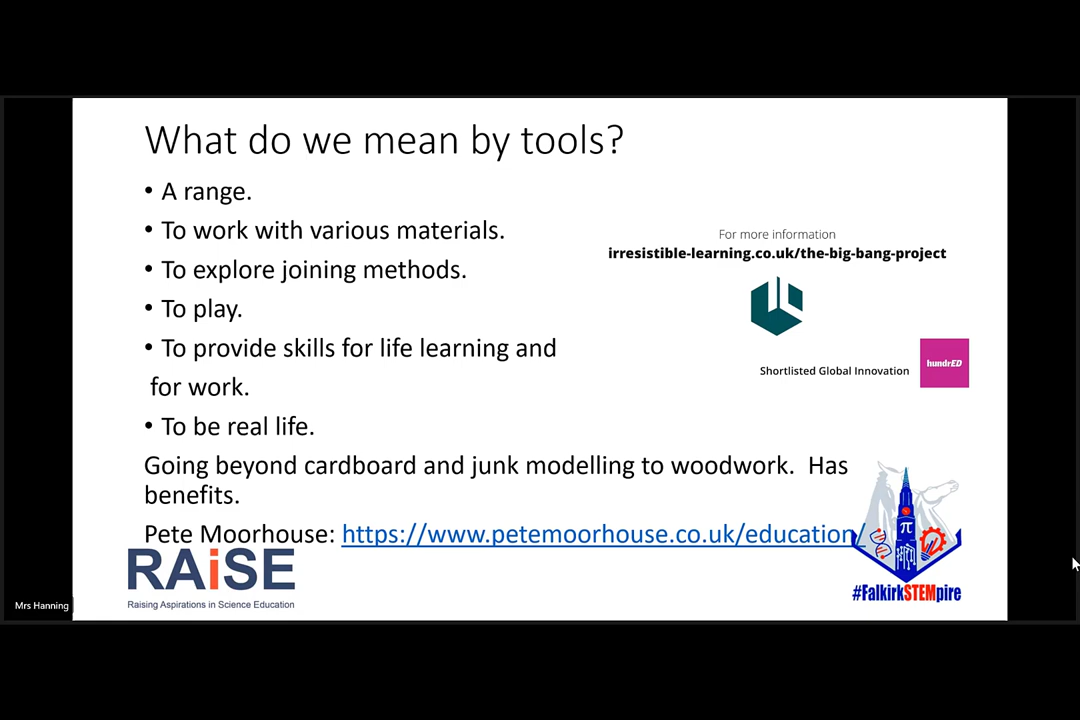 What do we mean by tools?
• A range.
• To work with various materials.
• To explore joining methods.
• To play.
• To provide skills for life learning and
for work.
• To be real life.
Going beyond cardboard and junk modelling to woodwork.  Has
benefits.
Pete Moorhouse: https://www.petemoorhouse.co.uk/education/
For more information
irresistible-learning.co.uk/the-big-bang-project
Shortlisted Global Innovation
hundrED
RAiSE
Raising Aspirations in Science Education
π
#FalkirkSTEMpire
Mrs Hanning